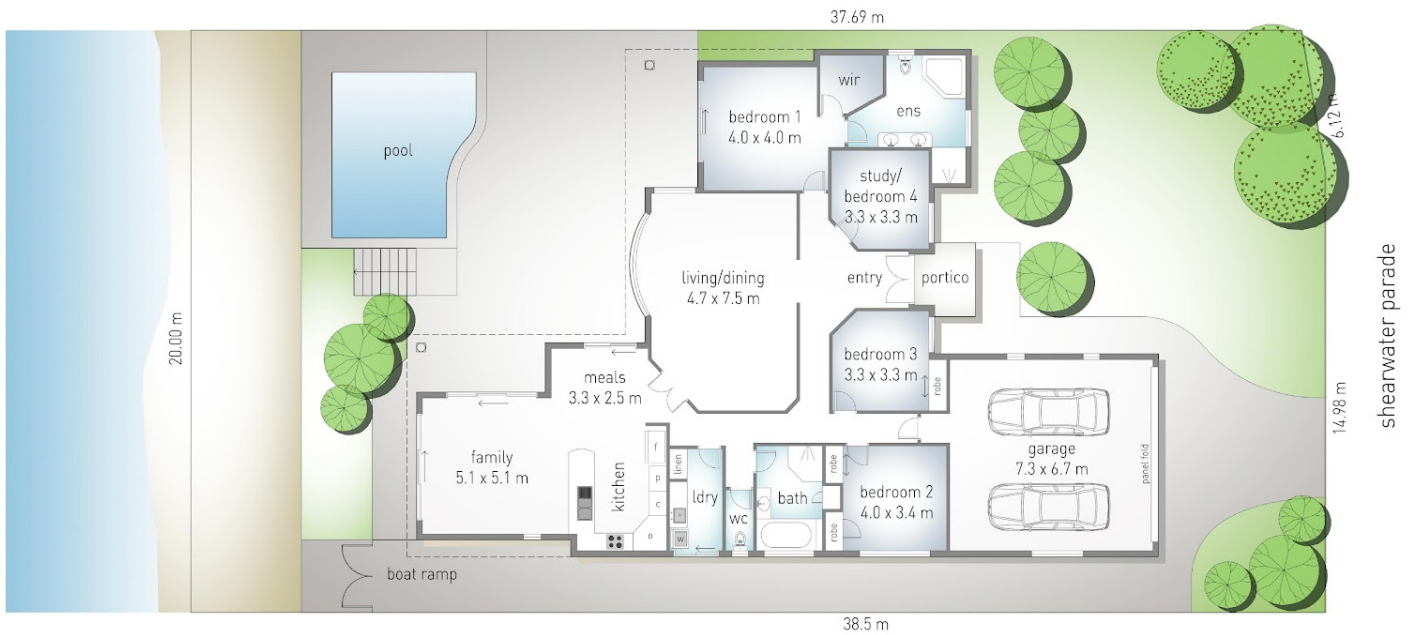 37.69 m
wir
ens
bedroom 1
4.0 x 4.0 m
6.12 m
pool
study/
bedroom 4
3.3 x 3.3 m
living/dining
4.7 x 7.5 m
entry
portico
shearwater parade
20.00 m
bedroom 3
3.3 x 3.3 m
robe
meals
3.3 x 2.5 m
14.98 m
family
5.1 x 5.1 m
kitchen
f
p
c
o
linen
ldry
w
wc
bath
robe
robe
bedroom 2
4.0 x 3.4 m
garage
7.3 x 6.7 m
panel fold
boat ramp
38.5 m